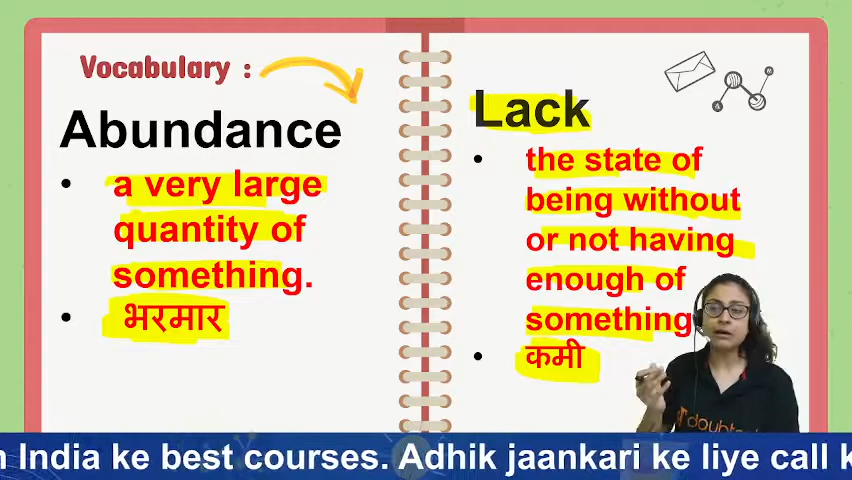 Vocabulary :
Abundance
• a very large
quantity of
something.
• भरमार
Lack
• the state of
being without
or not having
enough of
something
• कमी
doubt
India ke best courses. Adhik jaankari ke liye call